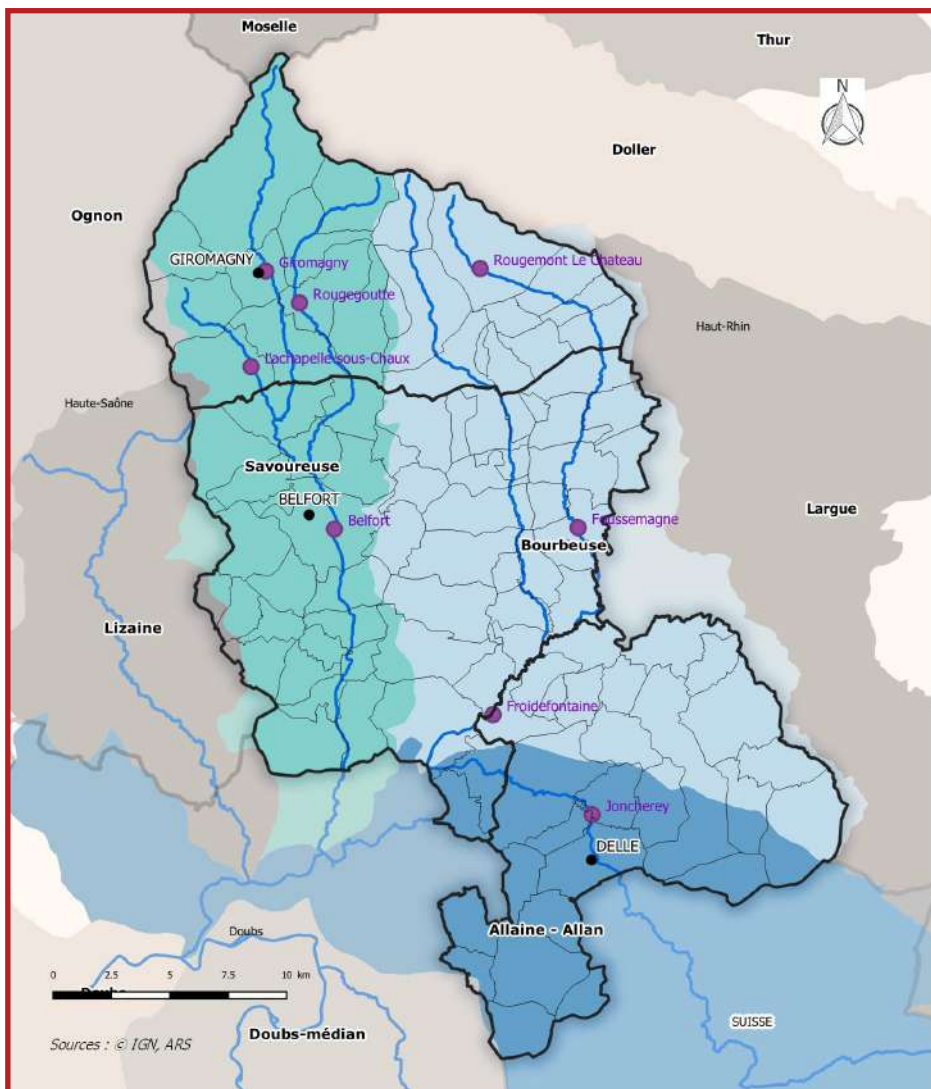 Moselle
Thur
N
Doller
Ognon
GIROMAGNY
Giromagny
Rougemont Le Chateau
Rougegoutte
Haut-Rhin
Lachapelle-sous-Chaux
Haute-Saône
Savoureuse
BELFORT
Belfort
Foussemagne
Largue
Bourbeuse
Lizaine
Froidefontaine
Joncherey
DELLE
Allaine - Allan
Doubs
0 2.5 5 7.5 10 km
Doubs
SUISSE
Doubs-médian
Sources : © IGN, ARS